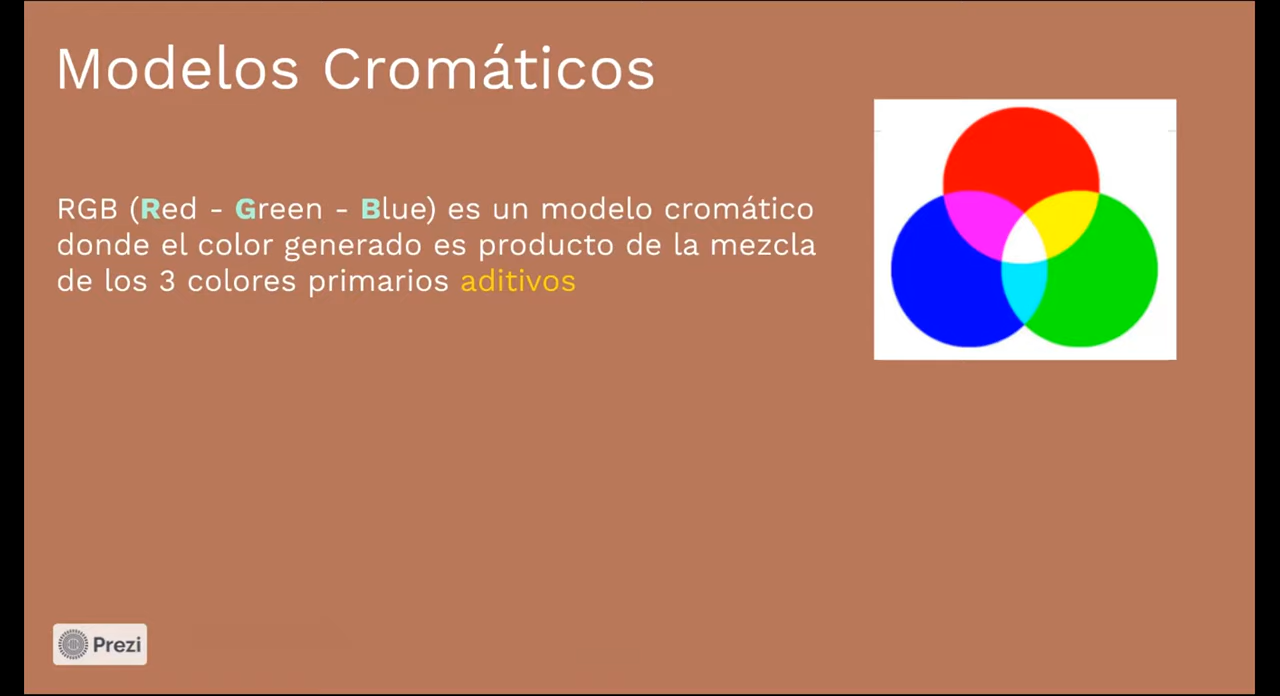 Modelos Cromáticos
RGB (Red - Green - Blue) es un modelo cromático
donde el color generado es producto de la mezcla
de los 3 colores primarios aditivos
Prezi